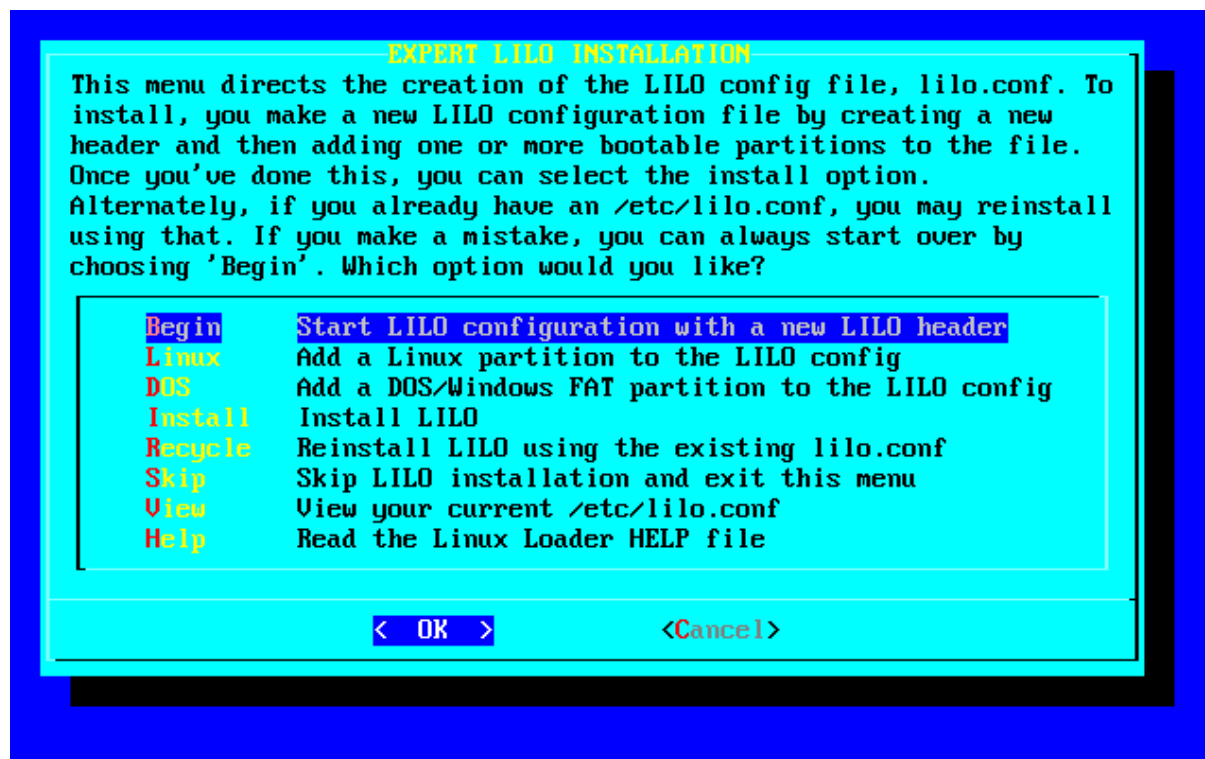 EXPERT LILO INSTALLATION
This menu directs the creation of the LILO config file, lilo.conf. To
install, you make a new LILO configuration file by creating a new
header and then adding one or more bootable partitions to the file.
Once you've done this, you can select the install option.
Alternately, if you already have an /etc/lilo.conf, you may reinstall
using that. If you make a mistake, you can always start over by
choosing 'Begin'. Which option would you like?
Begin Start LILO configuration with a new LILO header
Linux Add a Linux partition to the LILO config
DOS Add a DOS/Windows FAT partition to the LILO config
Install Install LILO
Recycle Reinstall LILO using the existing lilo.conf
Skip Skip LILO installation and exit this menu
View View your current /etc/lilo.conf
Help Read the Linux Loader HELP file
< OK > <Cancel>